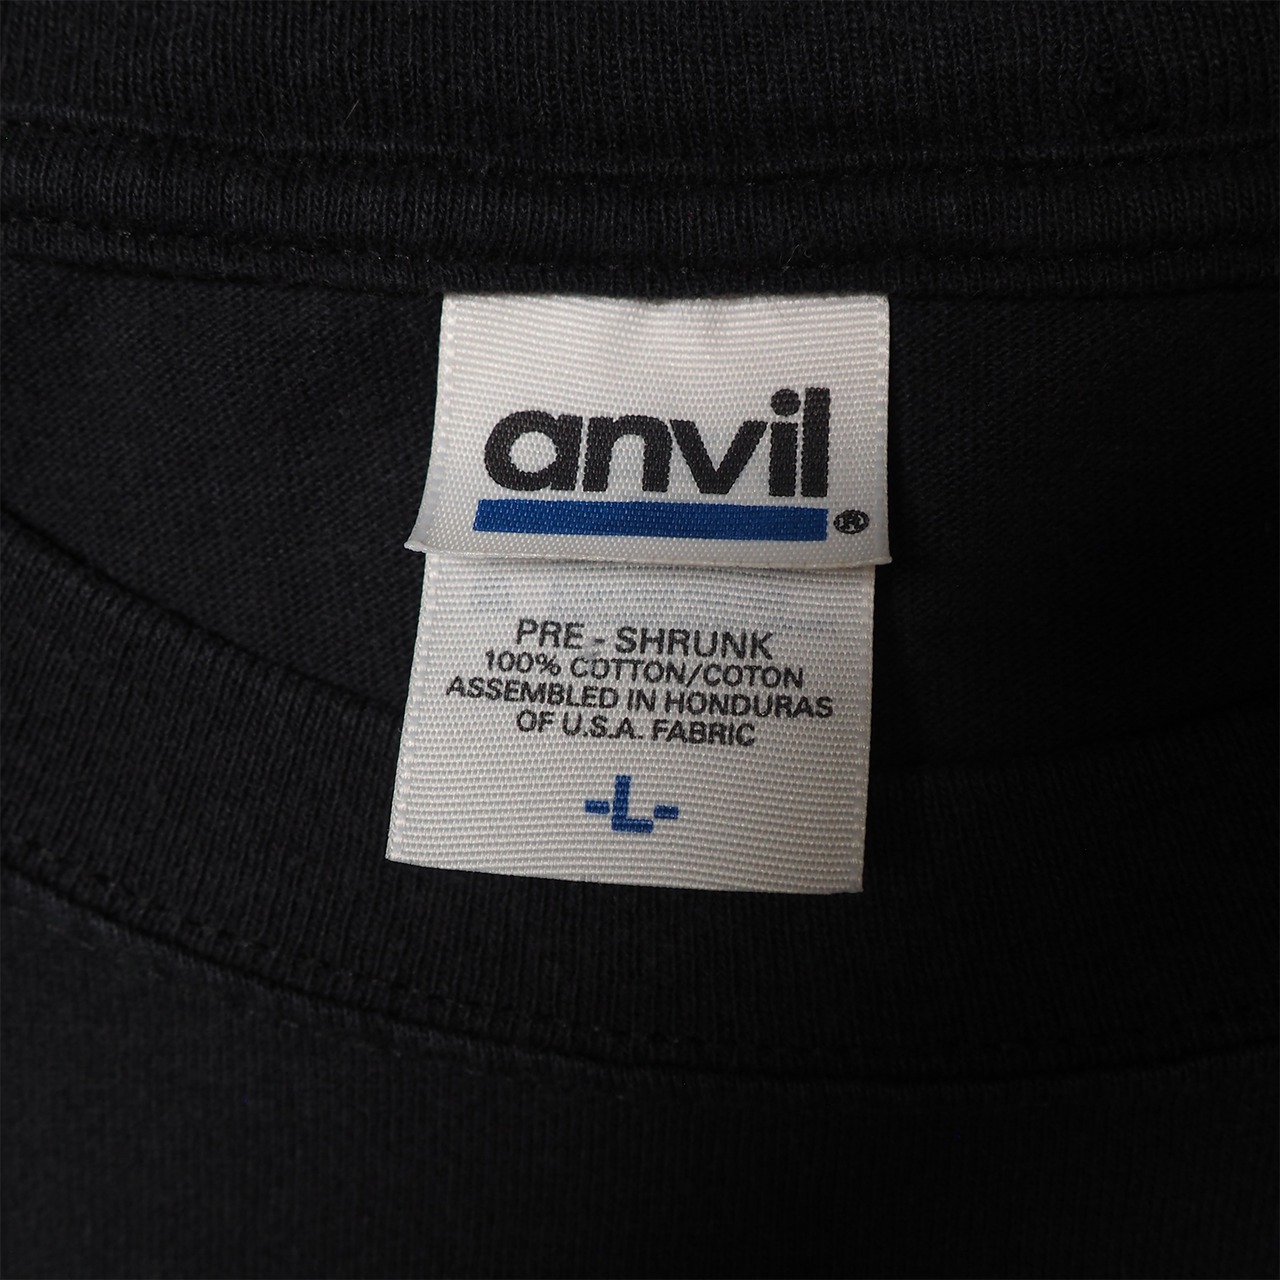 anvil
®
PRE - SHRUNK
100% COTTON/COTON
ASSEMBLED IN HONDURAS
OF U.S.A. FABRIC
-L-